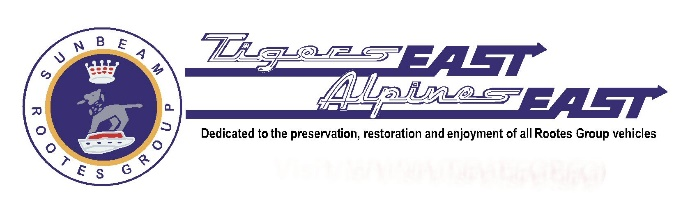 SUNBEAM
ROOTES GROUP
Tigers EAST
Alpines EAST
Dedicated to the preservation, restoration and enjoyment of all Rootes Group vehicles